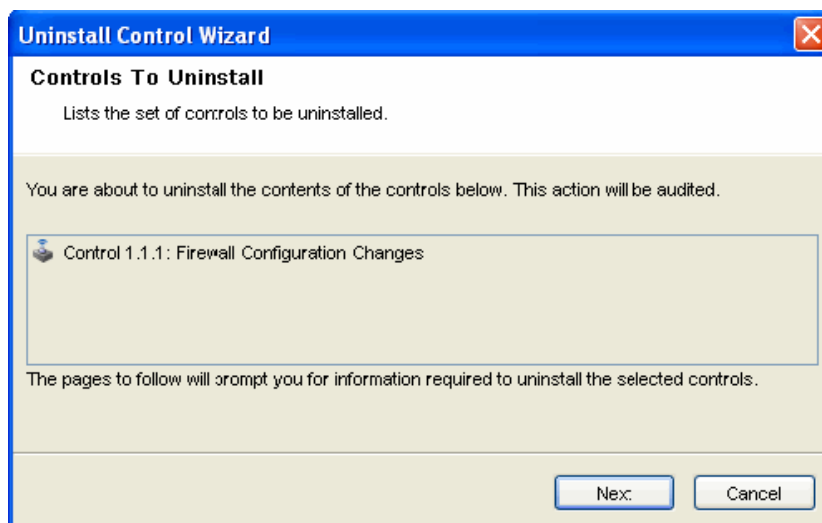 Uninstall Control Wizard
Controls To Uninstall
Lists the set of controls to be uninstalled.
You are about to uninstall the contents of the controls below. This action will be audited.
Control 1.1.1: Firewall Configuration Changes
The pages to follow will prompt you for information required to uninstall the selected controls.
Next
Cancel